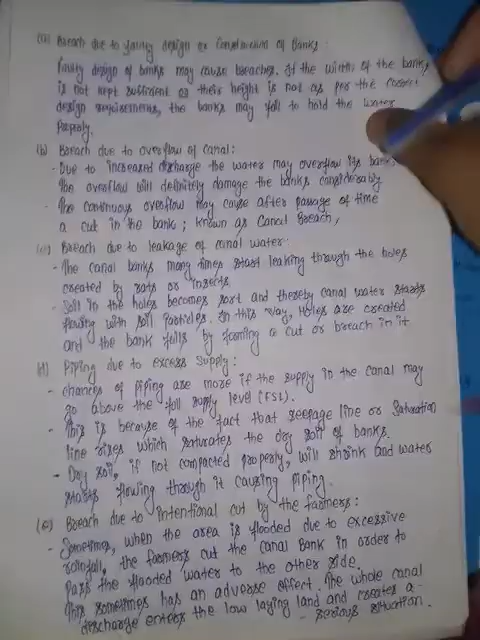 (a) Breach due to faulty design or construction of Banks:
Faulty design of banks may cause breaches. If the width of the banks
is not kept sufficient or their height is not as per the correct
design requirements, the banks may fail to hold the water
properly.
(b) Breach due to overflow of canal:
- Due to increased discharge the water may overflow its banks
The overflow will definitely damage the banks considerably
- The continuous overflow may cause after passage of time
a cut in the bank; known as Canal Breach,
(c) Breach due to leakage of canal water.
- The canal banks many times start leaking through the holes
created by rats or insects.
- Soil in the holes becomes soft and thereby canal water starts
flowing with soil particles. In this way, Holes are created
and the bank fails by forming a cut or breach in it
(d) Piping due to excess supply:
- chances of piping are more if the supply in the canal may
go above the full supply level (FSL).
- This is because of the fact that seepage line or Saturation
line rises which saturates the dry soil of banks.
- Dry soil, if not compacted properly, will shrink and water
starts flowing through it causing piping.
(e) Breach due to intentional cut by the farmers:
- Sometimes, when the area is flooded due to excessive
rainfall, the farmers cut the canal Bank in order to
pass the flooded water to the other side.
This sometimes has an adverse effect. The whole canal
discharge enters the low laying land and creates a
- serious situation.